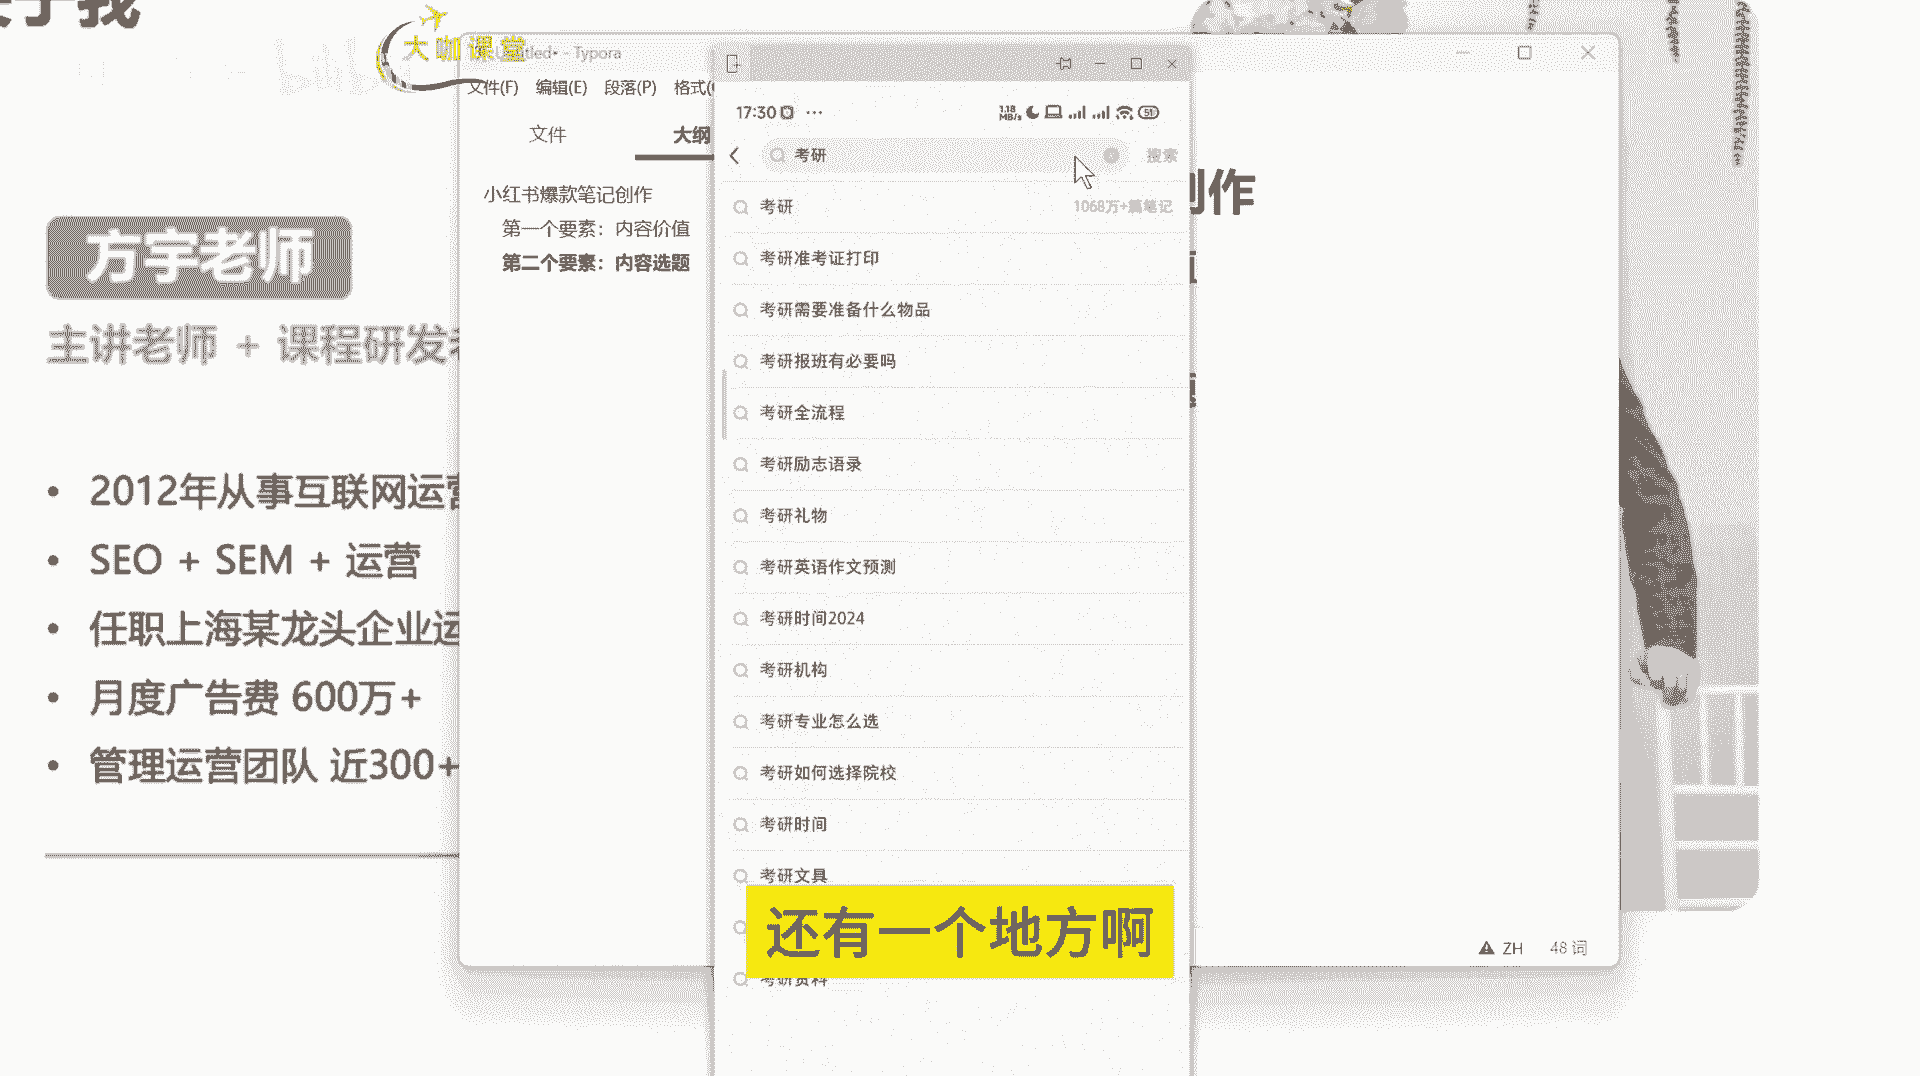 大咖课堂
Typora
文件(F) 编辑(E) 段落(P) 格式(
文件
大纲
小红书爆款笔记创作
第一个要素：内容价值
第二个要素：内容选题
方宇老师
主讲老师 + 课程研发
2012年从事互联网运营
SEO + SEM + 运营
任职上海某龙头企业运
月度广告费 600万+
管理运营团队 近300+
17:30
1.18 MB/s
51
考研
搜索
考研
1068万+篇笔记
考研准考证打印
考研需要准备什么物品
考研报班有必要吗
考研全流程
考研励志语录
考研礼物
考研英语作文预测
考研时间2024
考研机构
考研专业怎么选
考研如何选择院校
考研时间
考研文具
还有一个地方啊
考研资料
创作
ZH 48 词